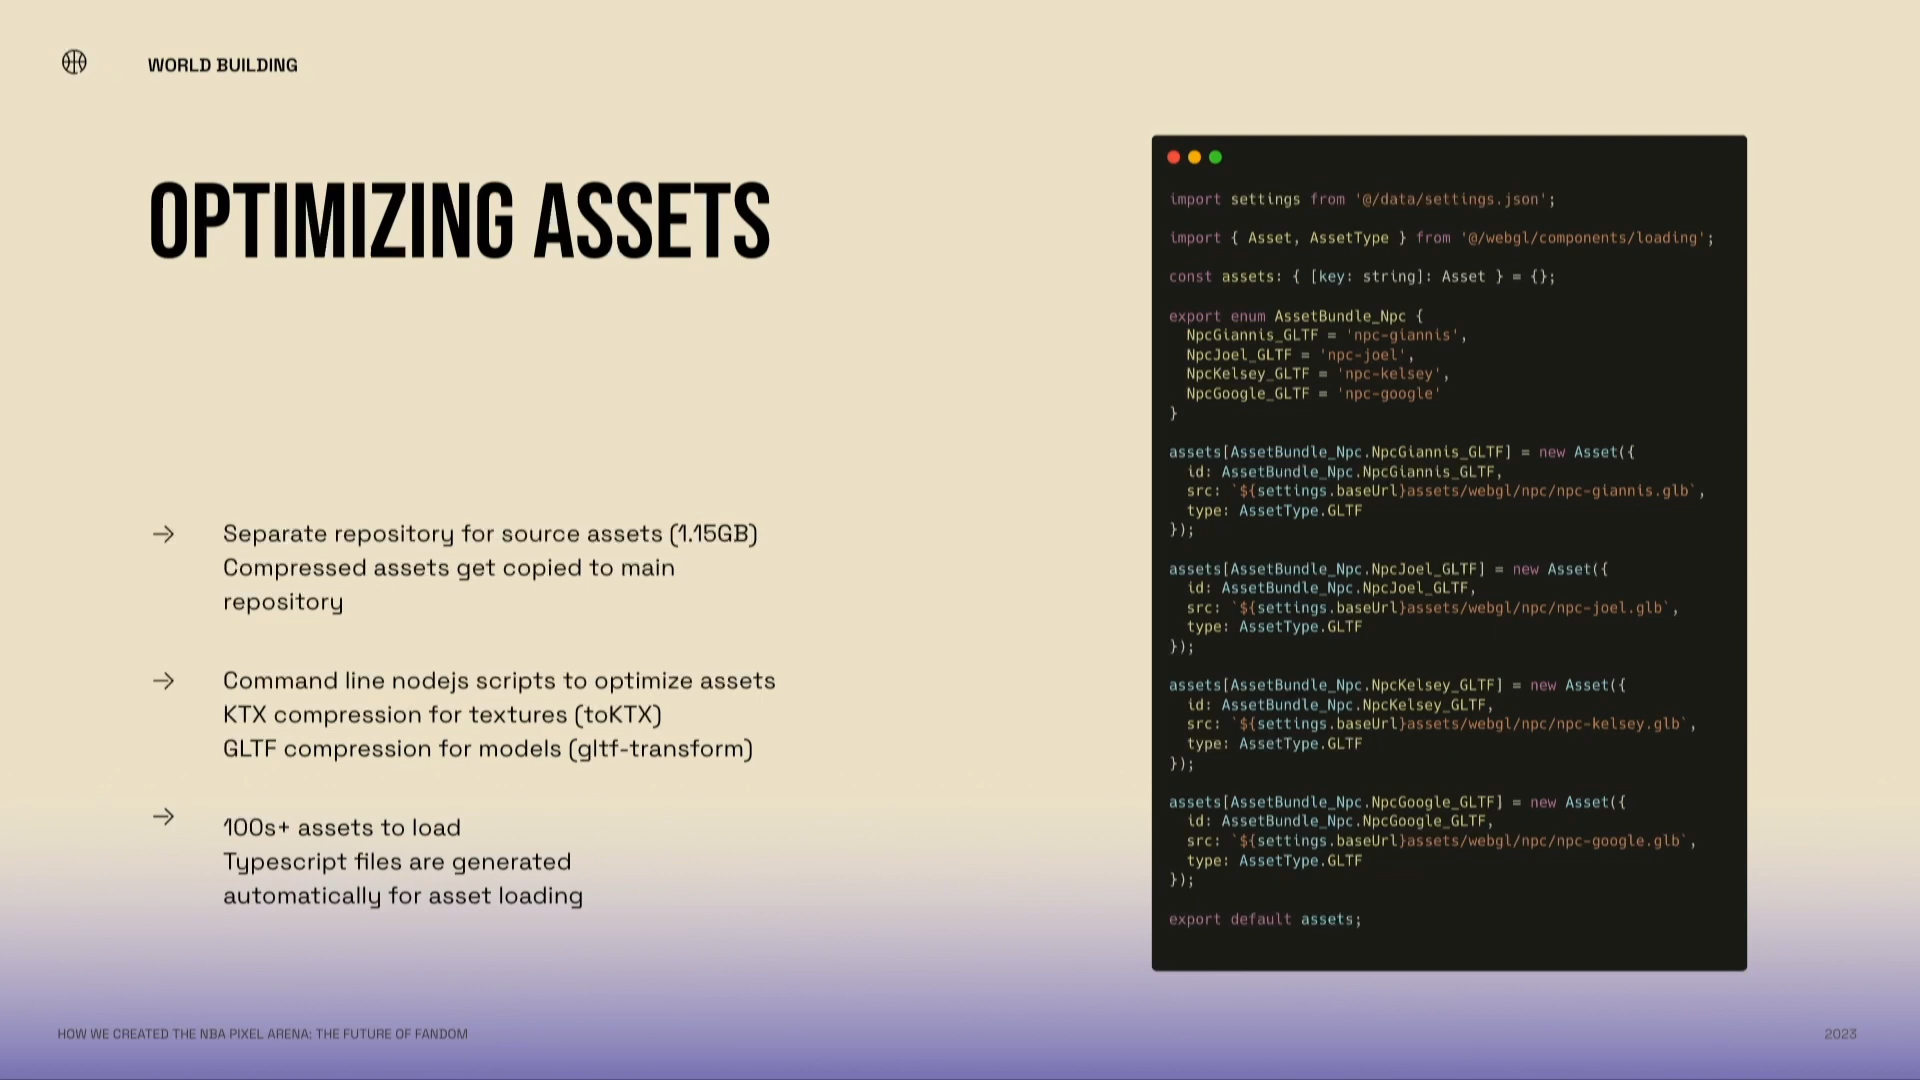 WORLD BUILDING
OPTIMIZING ASSETS
Separate repository for source assets (1.15GB)
Compressed assets get copied to main
repository
Command line nodejs scripts to optimize assets
KTX compression for textures (toKTX)
GLTF compression for models (gltf-transform)
100s+ assets to load
Typescript files are generated
automatically for asset loading
import settings from '@/data/settings.json';
import { Asset, AssetType } from '@/webgl/components/loading';
const assets: { [key: string]: Asset } = {};
export enum AssetBundle_Npc {
  NpcGiannis_GLTF = 'npc-giannis',
  NpcJoel_GLTF = 'npc-joel',
  NpcKelsey_GLTF = 'npc-kelsey',
  NpcGoogle_GLTF = 'npc-google'
}
assets[AssetBundle_Npc.NpcGiannis_GLTF] = new Asset({
  id: AssetBundle_Npc.NpcGiannis_GLTF,
  src: `${settings.baseUrl}assets/webgl/npc/npc-giannis.glb`,
  type: AssetType.GLTF
});
assets[AssetBundle_Npc.NpcJoel_GLTF] = new Asset({
  id: AssetBundle_Npc.NpcJoel_GLTF,
  src: `${settings.baseUrl}assets/webgl/npc/npc-joel.glb`,
  type: AssetType.GLTF
});
assets[AssetBundle_Npc.NpcKelsey_GLTF] = new Asset({
  id: AssetBundle_Npc.NpcKelsey_GLTF,
  src: `${settings.baseUrl}assets/webgl/npc/npc-kelsey.glb`,
  type: AssetType.GLTF
});
assets[AssetBundle_Npc.NpcGoogle_GLTF] = new Asset({
  id: AssetBundle_Npc.NpcGoogle_GLTF,
  src: `${settings.baseUrl}assets/webgl/npc/npc-google.glb`,
  type: AssetType.GLTF
});
export default assets;
HOW WE CREATED THE NBA PIXEL ARENA: THE FUTURE OF FANDOM
2023